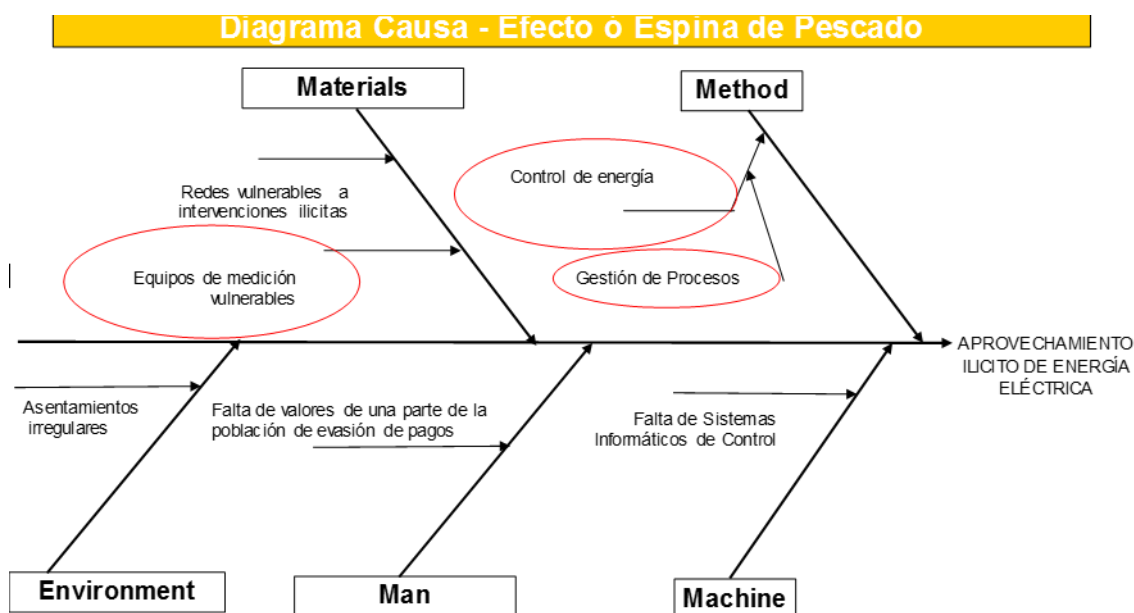 Diagrama Causa - Efecto ó Espina de Pescado
Materials
Method
Control de energía
Redes vulnerables a
intervenciones ilicitas
Equipos de medición
vulnerables
Gestión de Procesos
APROVECHAMIENTO
ILICITO DE ENERGÍA
ELÉCTRICA
Asentamientos
irregulares
Falta de valores de una parte de la
población de evasión de pagos
Falta de Sistemas
Informáticos de Control
Environment
Man
Machine